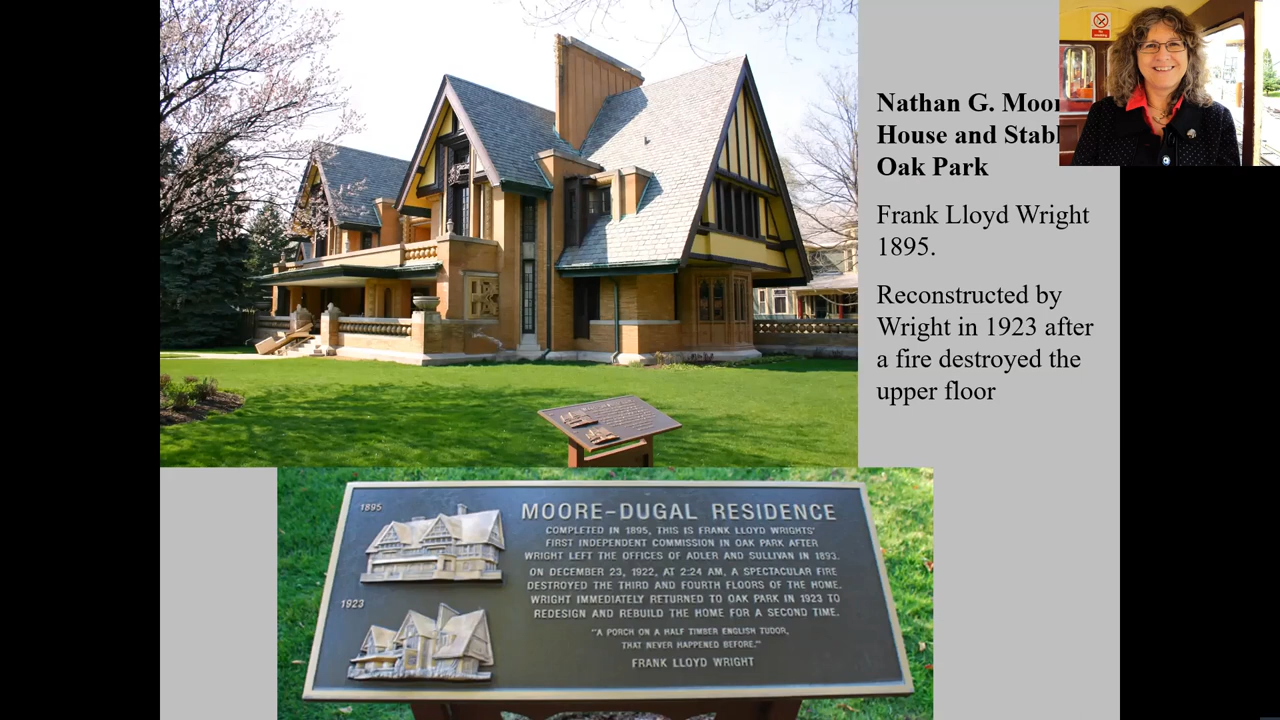 Nathan G. Moor
House and Stabl
Oak Park
Frank Lloyd Wright
1895.
Reconstructed by
Wright in 1923 after
a fire destroyed the
upper floor
1895
1923
MOORE-DUGAL RESIDENCE
COMPLETED IN 1895, THIS IS FRANK LLOYD WRIGHTS'
FIRST INDEPENDENT COMMISSION IN OAK PARK AFTER
WRIGHT LEFT THE OFFICES OF ADLER AND SULLIVAN IN 1893.
ON DECEMBER 23, 1922, AT 2:24 AM, A SPECTACULAR FIRE
DESTROYED THE THIRD AND FOURTH FLOORS OF THE HOME.
WRIGHT IMMEDIATELY RETURNED TO OAK PARK IN 1923 TO
REDESIGN AND REBUILD THE HOME FOR A SECOND TIME.
"A PORCH ON A HALF TIMBER ENGLISH TUDOR,
THAT NEVER HAPPENED BEFORE."
FRANK LLOYD WRIGHT